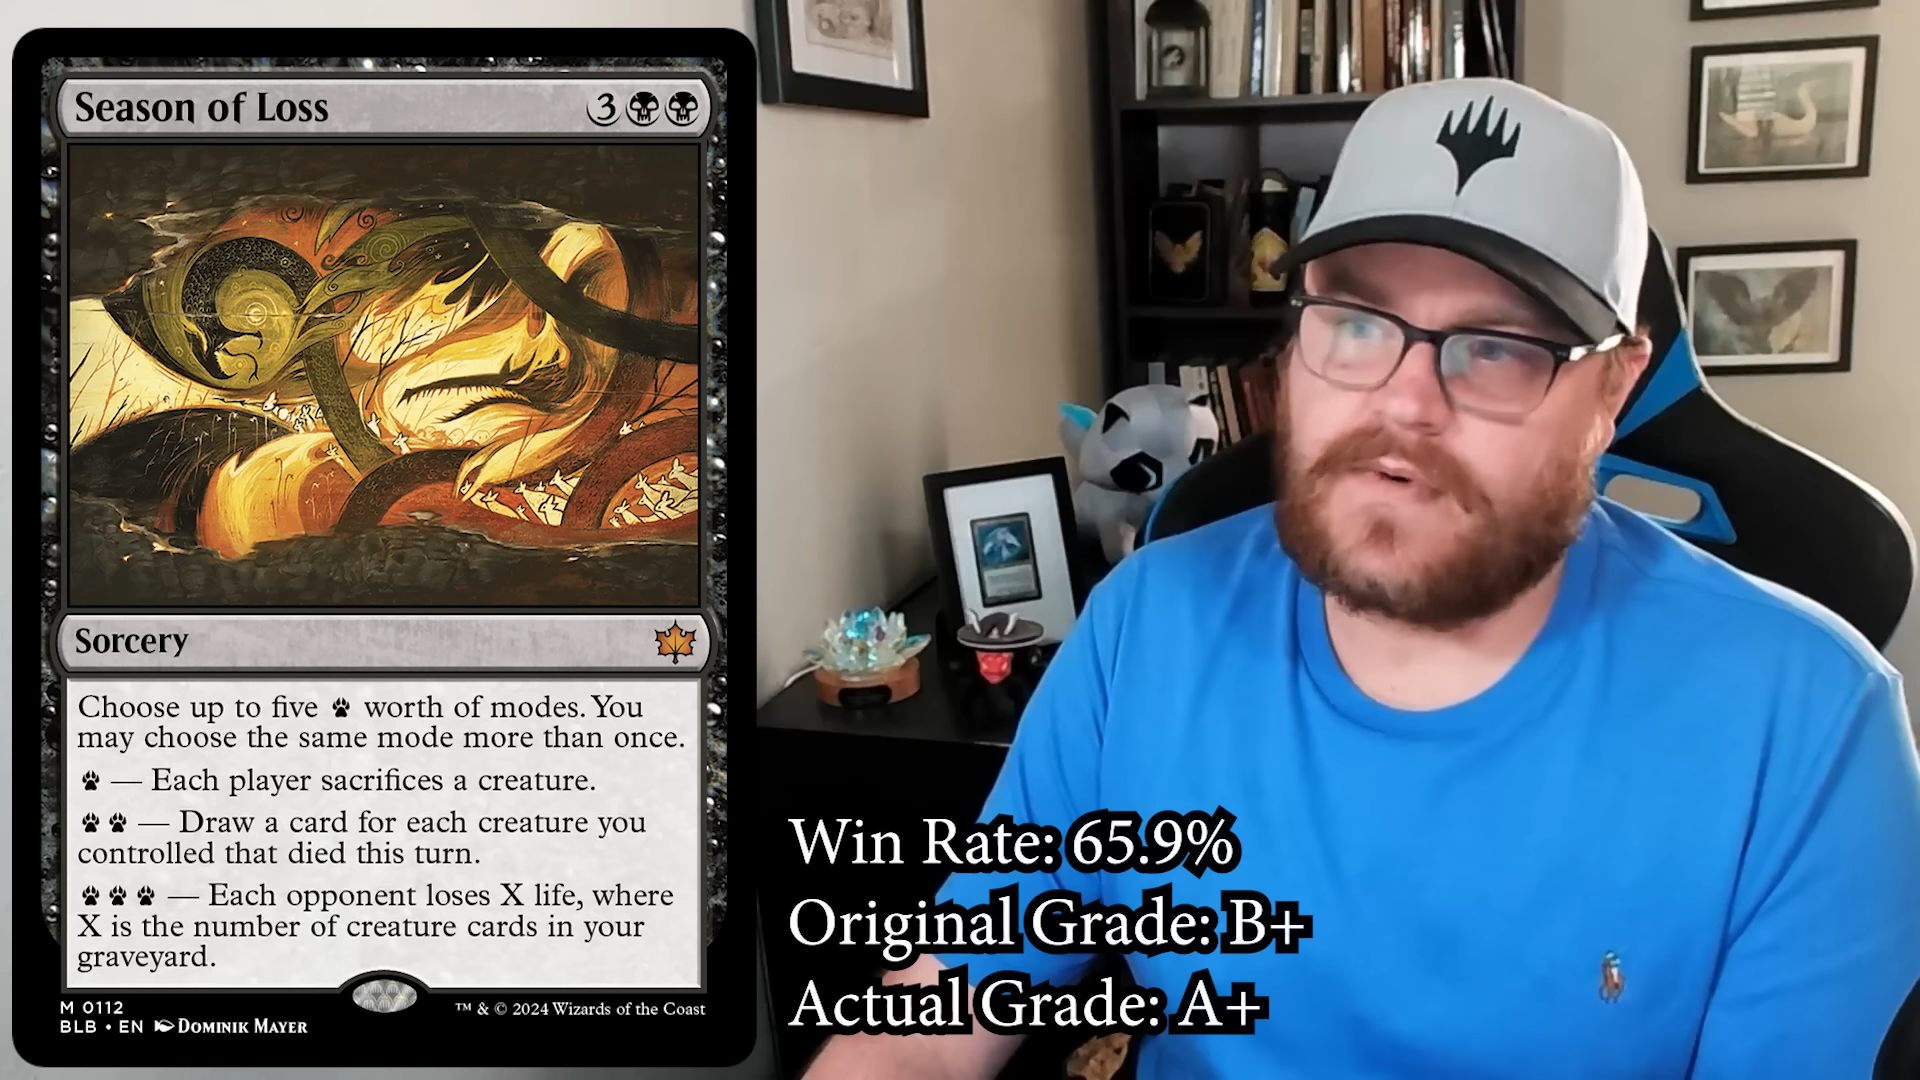 Season of Loss
3
Sorcery
Choose up to five worth of modes. You
may choose the same mode more than once.
— Each player sacrifices a creature.
— Draw a card for each creature you
controlled that died this turn.
— Each opponent loses X life, where
X is the number of creature cards in your
graveyard.
M 0112
BLB • EN Dominik Mayer
™ & © 2024 Wizards of the Coast
Win Rate: 65.9%
Original Grade: B+
Actual Grade: A+